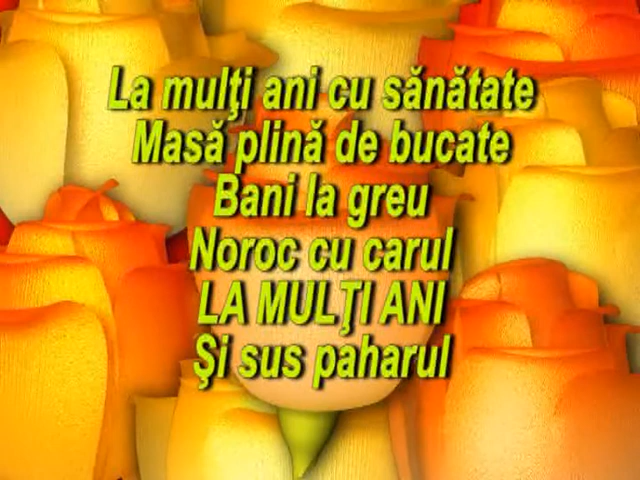 La mulţi ani cu sănătate
Masă plină de bucate
Bani la greu
Noroc cu carul
LA MULŢI ANI
Şi sus paharul